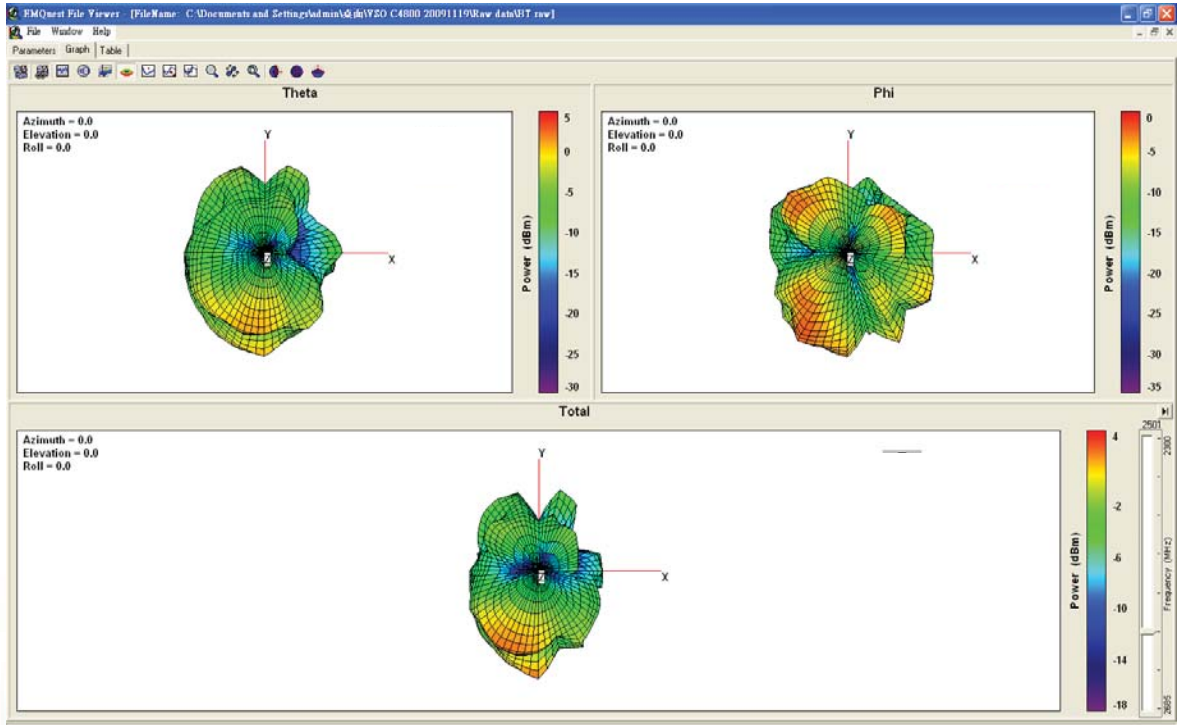 EMQuest File Viewer - [FileName: C:\Documents and Settings\admin\桌面\VSO C4800 20091119\Raw data\BT raw]
File Window Help
Parameters Graph Table
Theta
Azimuth = 0.0
Elevation = 0.0
Roll = 0.0
Y
X
Z
Power (dBm)
5
0
-5
-10
-15
-20
-25
-30
Phi
Azimuth = 0.0
Elevation = 0.0
Roll = 0.0
Y
X
Z
Power (dBm)
0
-5
-10
-15
-20
-25
-30
-35
Total
Azimuth = 0.0
Elevation = 0.0
Roll = 0.0
Y
X
Z
Power (dBm)
4
-2
-6
-10
-14
-18
2501
2300
Frequency (MHz)
2685